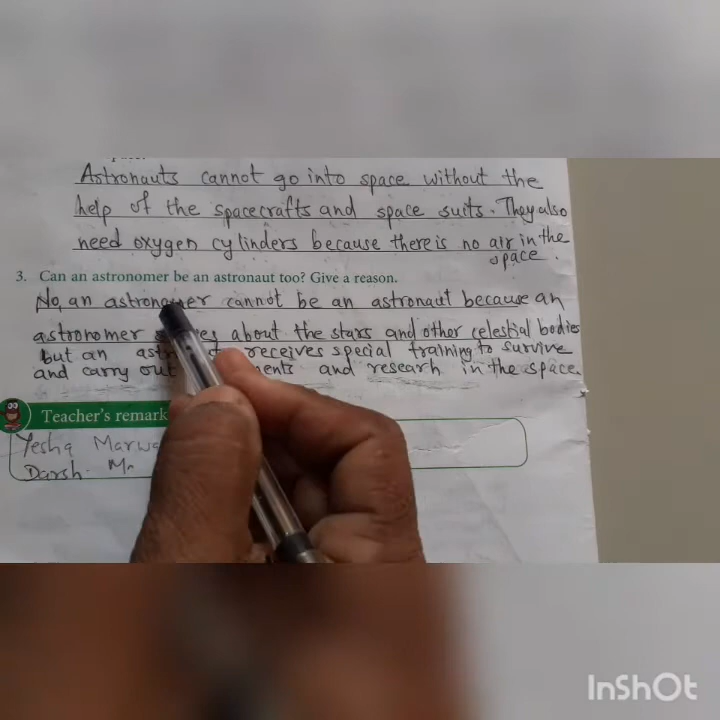 Astronauts cannot go into space without the
help of the spacecrafts and space suits. They also
need oxygen cylinders because there is no air in the
space.
3. Can an astronomer be an astronaut too? Give a reason.
No, an astronomer cannot be an astronaut because an
astronomer about the stars and other celestial bodies
but an receives special training to survive
and carry out and researh in the space.
Teacher's remark
Yesha
Darsh.
InShOt